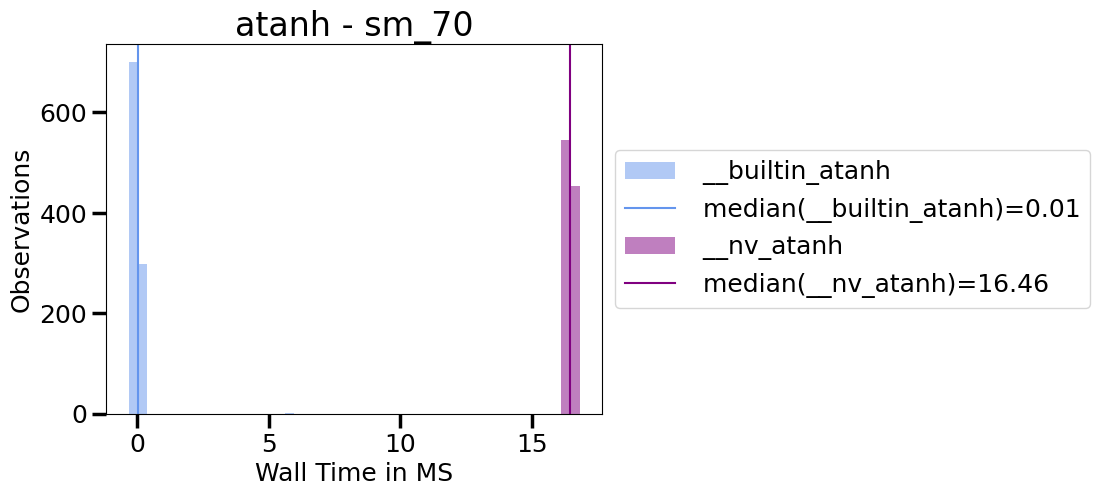 atanh - sm_70
Observations
600
400
200
0
0 5 10 15
Wall Time in MS
__builtin_atanh
median(__builtin_atanh)=0.01
__nv_atanh
median(__nv_atanh)=16.46